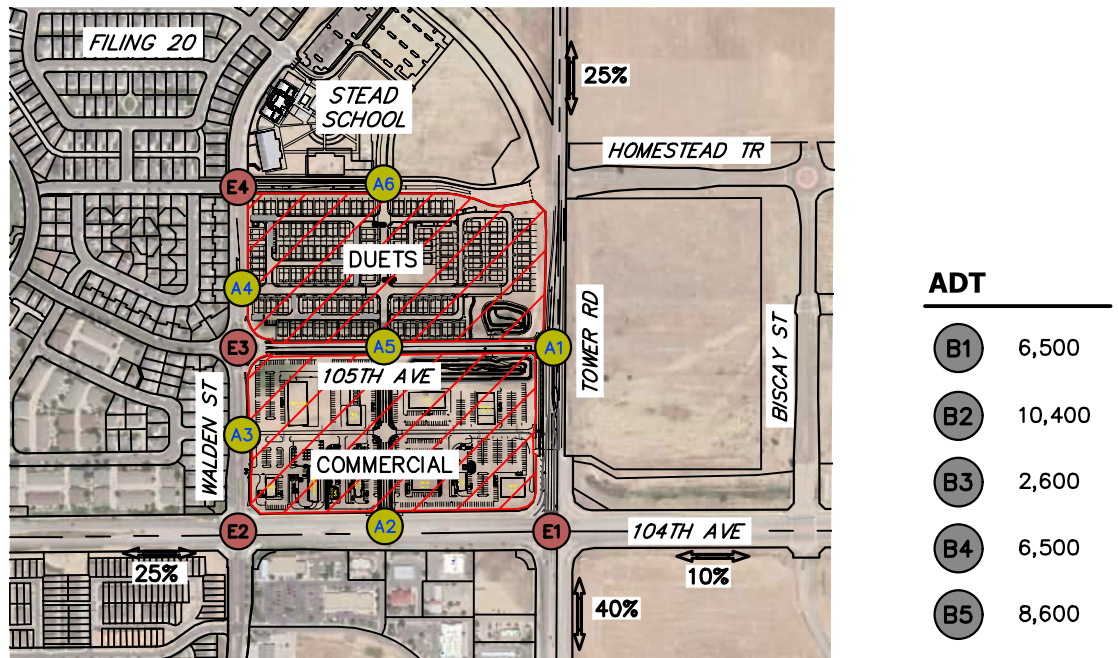 FILING 20
STEAD
SCHOOL
25%
HOMESTEAD TR
E4
A6
DUETS
A4
E3
A5
A1
105TH AVE
TOWER RD
BISCAY ST
WALDEN ST
A3
COMMERCIAL
E2
A2
E1
104TH AVE
25%
10%
40%
ADT
B1 6,500
B2 10,400
B3 2,600
B4 6,500
B5 8,600